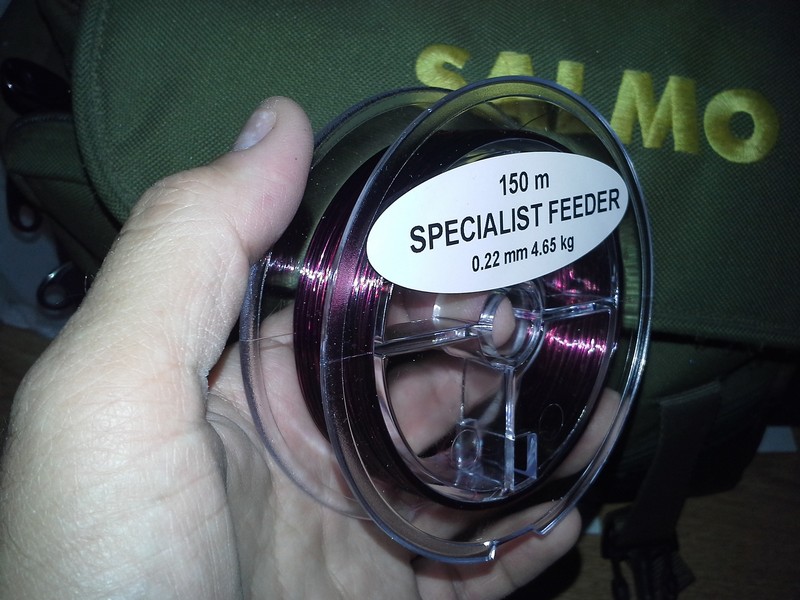 SALMO
150 m
SPECIALIST FEEDER
0.22 mm 4.65 kg